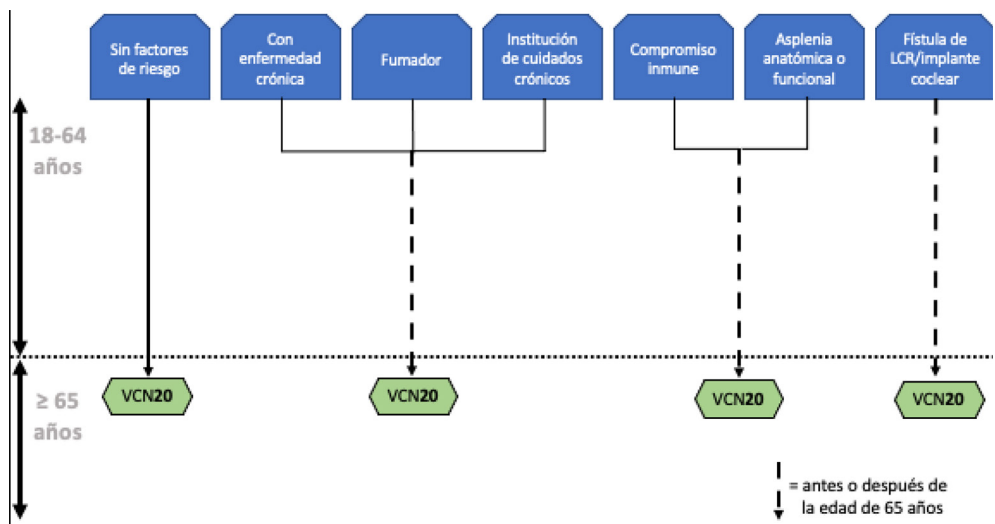 Sin factores
de riesgo
Con
enfermedad
crónica
Fumador
Institución
de cuidados
crónicos
Compromiso
inmune
Asplenia
anatómica o
funcional
Fístula de
LCR/implante
coclear
18-64
años
≥ 65
años
VCN20
VCN20
VCN20
VCN20
= antes o después de
la edad de 65 años